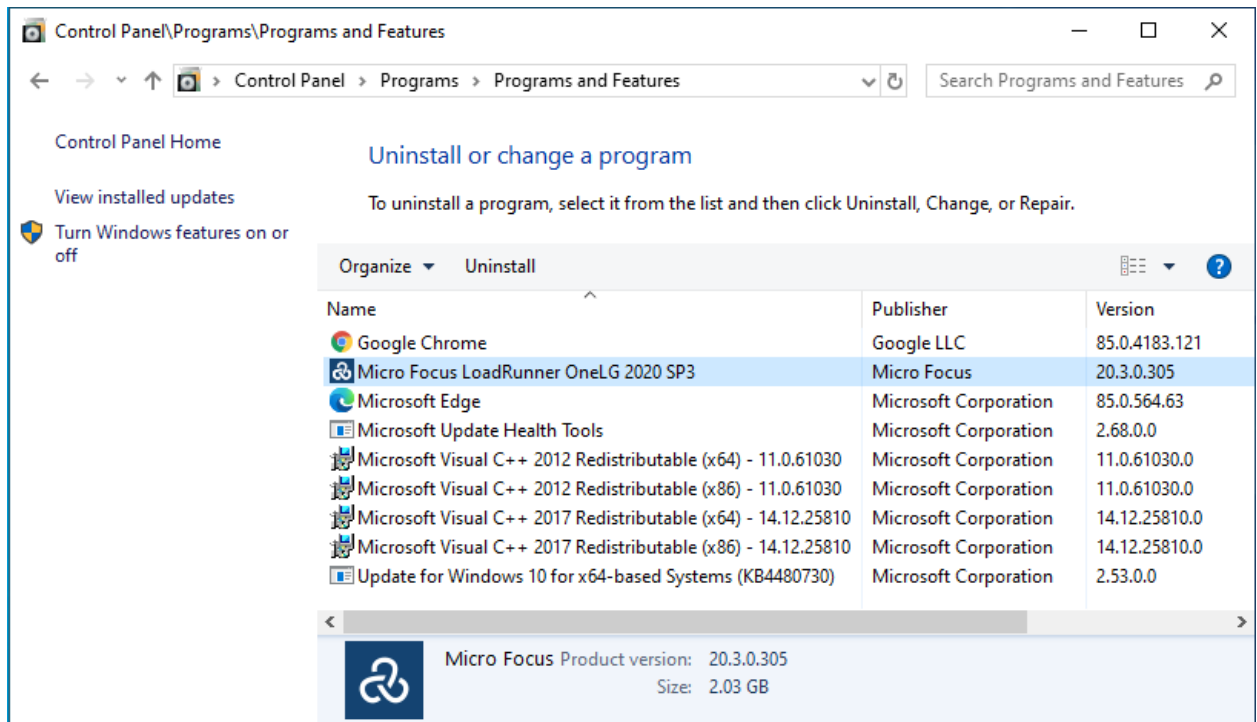 Control Panel\Programs\Programs and Features
Control Panel > Programs > Programs and Features
Search Programs and Features
Control Panel Home
View installed updates
Turn Windows features on or
off
Uninstall or change a program
To uninstall a program, select it from the list and then click Uninstall, Change, or Repair.
Organize Uninstall
Name Publisher Version
Google Chrome Google LLC 85.0.4183.121
Micro Focus LoadRunner OneLG 2020 SP3 Micro Focus 20.3.0.305
Microsoft Edge Microsoft Corporation 85.0.564.63
Microsoft Update Health Tools Microsoft Corporation 2.68.0.0
Microsoft Visual C++ 2012 Redistributable (x64) - 11.0.61030 Microsoft Corporation 11.0.61030.0
Microsoft Visual C++ 2012 Redistributable (x86) - 11.0.61030 Microsoft Corporation 11.0.61030.0
Microsoft Visual C++ 2017 Redistributable (x64) - 14.12.25810 Microsoft Corporation 14.12.25810.0
Microsoft Visual C++ 2017 Redistributable (x86) - 14.12.25810 Microsoft Corporation 14.12.25810.0
Update for Windows 10 for x64-based Systems (KB4480730) Microsoft Corporation 2.53.0.0
Micro Focus Product version: 20.3.0.305
Size: 2.03 GB